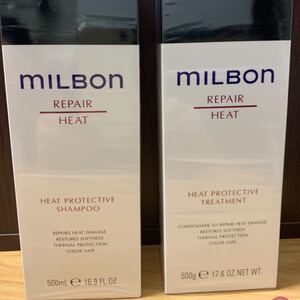 MILBON
REPAIR
HEAT
HEAT PROTECTIVE
SHAMPOO
REPAIRS HEAT DAMAGE
RESTORES SOFTNESS
THERMAL PROTECTION
COLOR SAFE
500mL ℮ 16.9 FL.OZ.
MILBON
REPAIR
HEAT
HEAT PROTECTIVE
TREATMENT
CONDITIONER TO REPAIR HEAT DAMAGE
RESTORES SOFTNESS
THERMAL PROTECTION
COLOR SAFE
500g ℮ 17.6 OZ.NET WT.